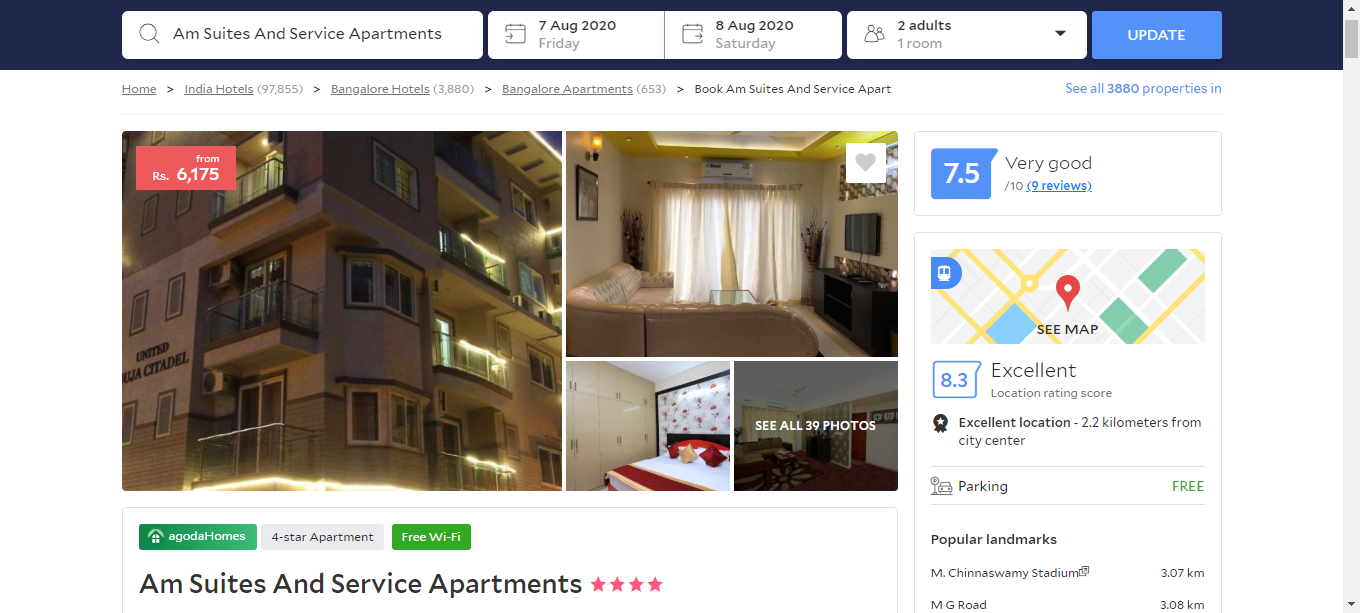 Am Suites And Service Apartments
7 Aug 2020
Friday
8 Aug 2020
Saturday
2 adults
1 room
UPDATE
Home > India Hotels (97,855) > Bangalore Hotels (3,880) > Bangalore Apartments (653) > Book Am Suites And Service Apart
See all 3880 properties in
from
Rs. 6,175
UNITED
UJA CITADEL
SEE ALL 39 PHOTOS
7.5
Very good
/10 (9 reviews)
SEE MAP
8.3
Excellent
Location rating score
Excellent location - 2.2 kilometers from
city center
P
Parking FREE
Popular landmarks
M. Chinnaswamy Stadium 3.07 km
M G Road 3.08 km
agodaHomes
4-star Apartment
Free Wi-Fi
Am Suites And Service Apartments